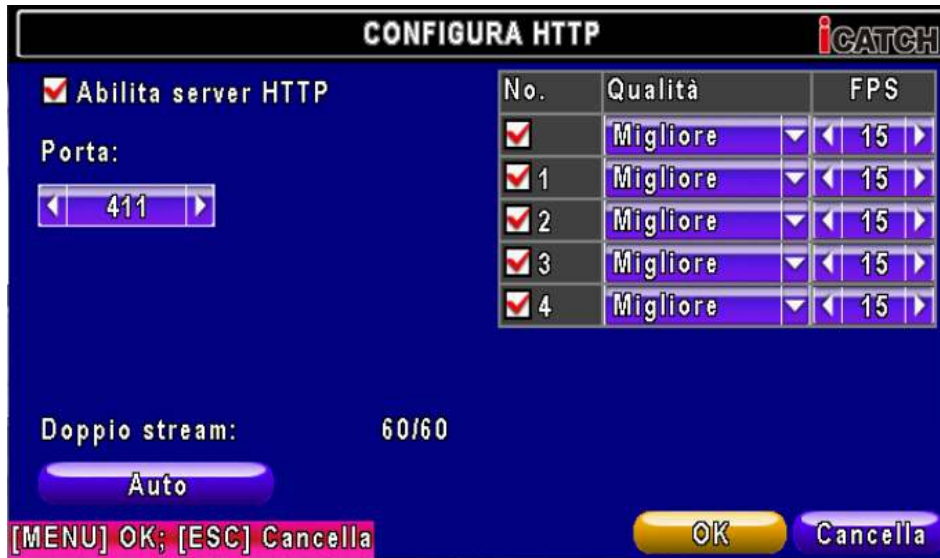 CONFIGURA HTTP
iCATCH
Abilita server HTTP
Porta:
411
No. Qualità FPS
Migliore 15
1 Migliore 15
2 Migliore 15
3 Migliore 15
4 Migliore 15
Doppio stream: 60/60
Auto
[MENU] OK; [ESC] Cancella
OK
Cancella